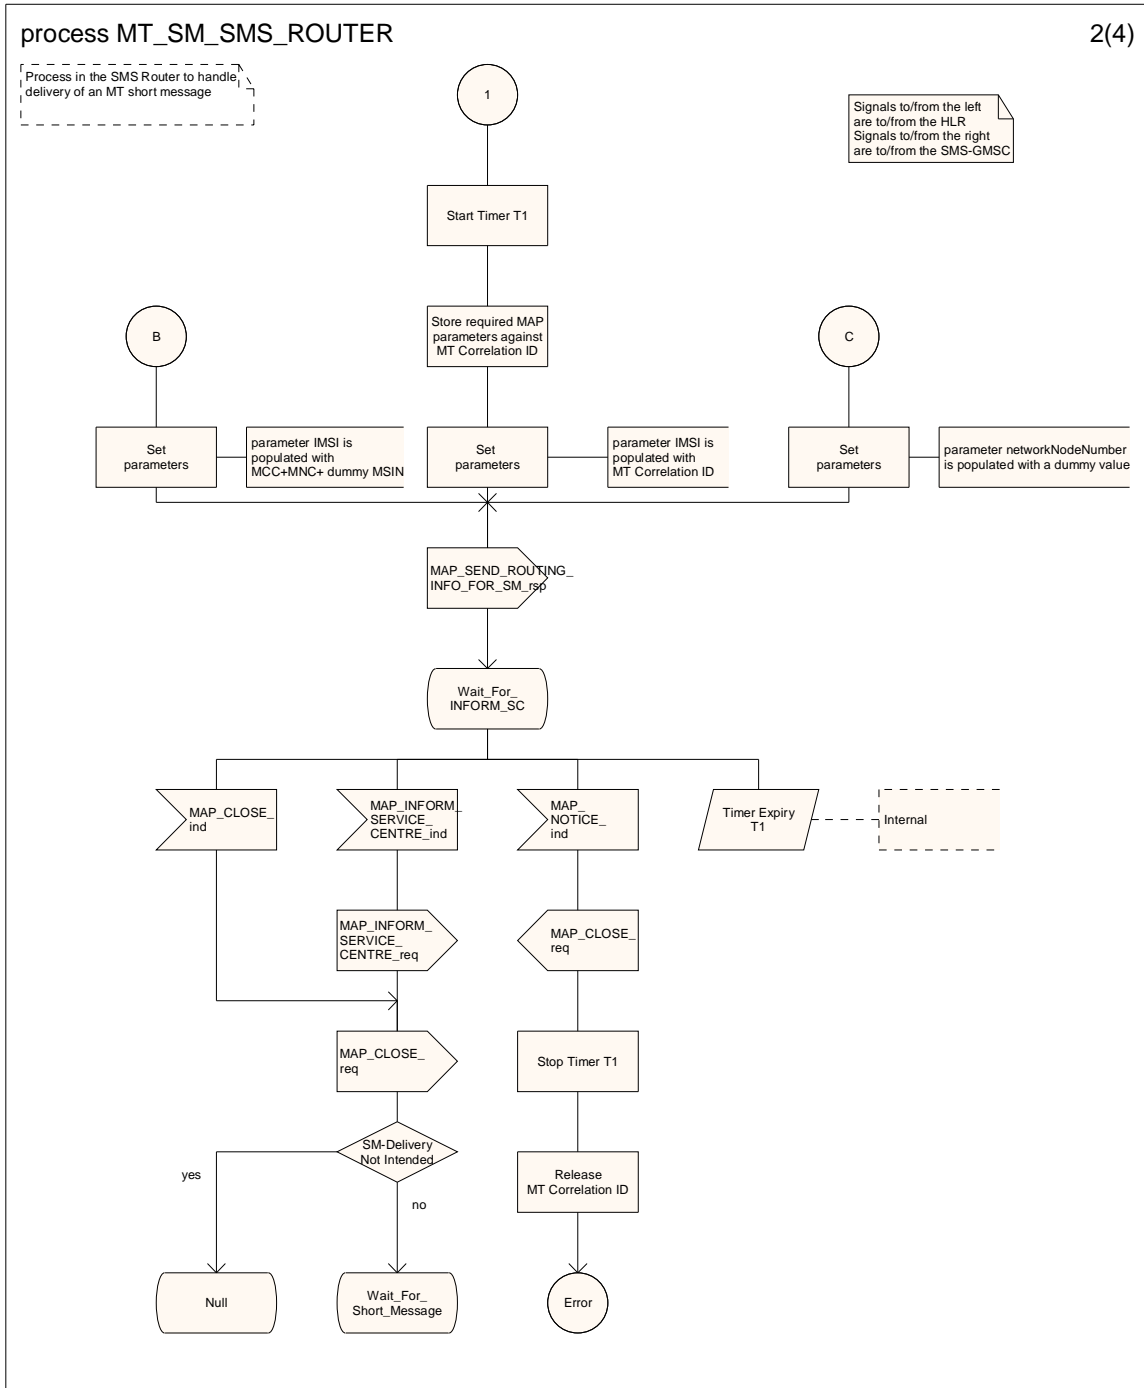 process MT_SM_SMS_ROUTER
2(4)
Process in the SMS Router to handle
delivery of an MT short message
1
Signals to/from the left
are to/from the HLR
Signals to/from the right
are to/from the SMS-GMSC
Start Timer T1
Store required MAP
parameters against
MT Correlation ID
B
C
Set
parameters
parameter IMSI is
populated with
MCC+MNC+ dummy MSIN
Set
parameters
parameter IMSI is
populated with
MT Correlation ID
Set
parameters
parameter networkNodeNumber
is populated with a dummy value
MAP_SEND_ROUTING_
INFO_FOR_SM_rsp
Wait_For_
INFORM_SC
MAP_CLOSE_
ind
MAP_INFORM_
SERVICE_
CENTRE_ind
MAP_
NOTICE_
ind
Timer Expiry
T1
Internal
MAP_INFORM_
SERVICE_
CENTRE_req
MAP_CLOSE_
req
MAP_CLOSE_
req
Stop Timer T1
SM-Delivery
Not Intended
yes
no
Release
MT Correlation ID
Null
Wait_For_
Short_Message
Error